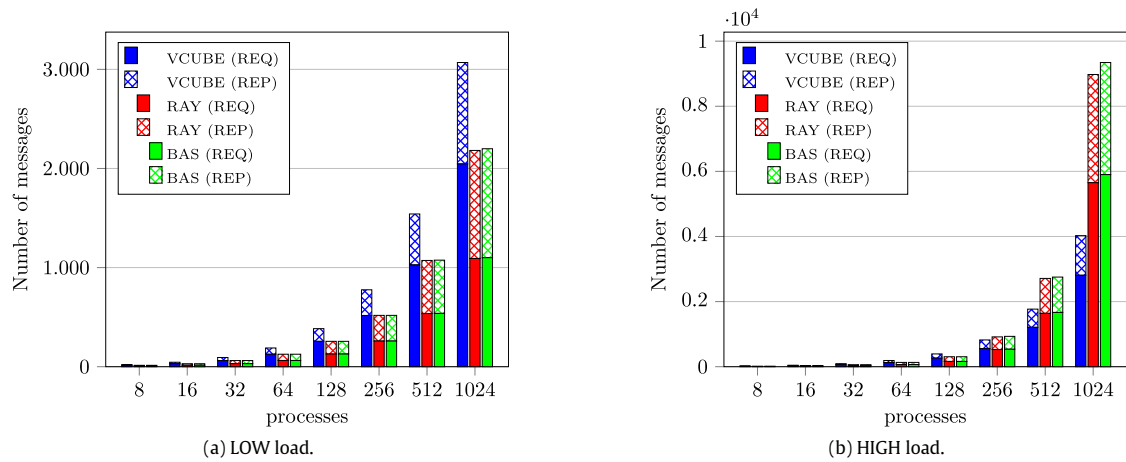 Number of messages
3.000
2.000
1.000
0
VCUBE (REQ)
VCUBE (REP)
RAY (REQ)
RAY (REP)
BAS (REQ)
BAS (REP)
8 16 32 64 128 256 512 1024
processes
(a) LOW load.
·10⁴
Number of messages
1
0.8
0.6
0.4
0.2
0
VCUBE (REQ)
VCUBE (REP)
RAY (REQ)
RAY (REP)
BAS (REQ)
BAS (REP)
8 16 32 64 128 256 512 1024
processes
(b) HIGH load.